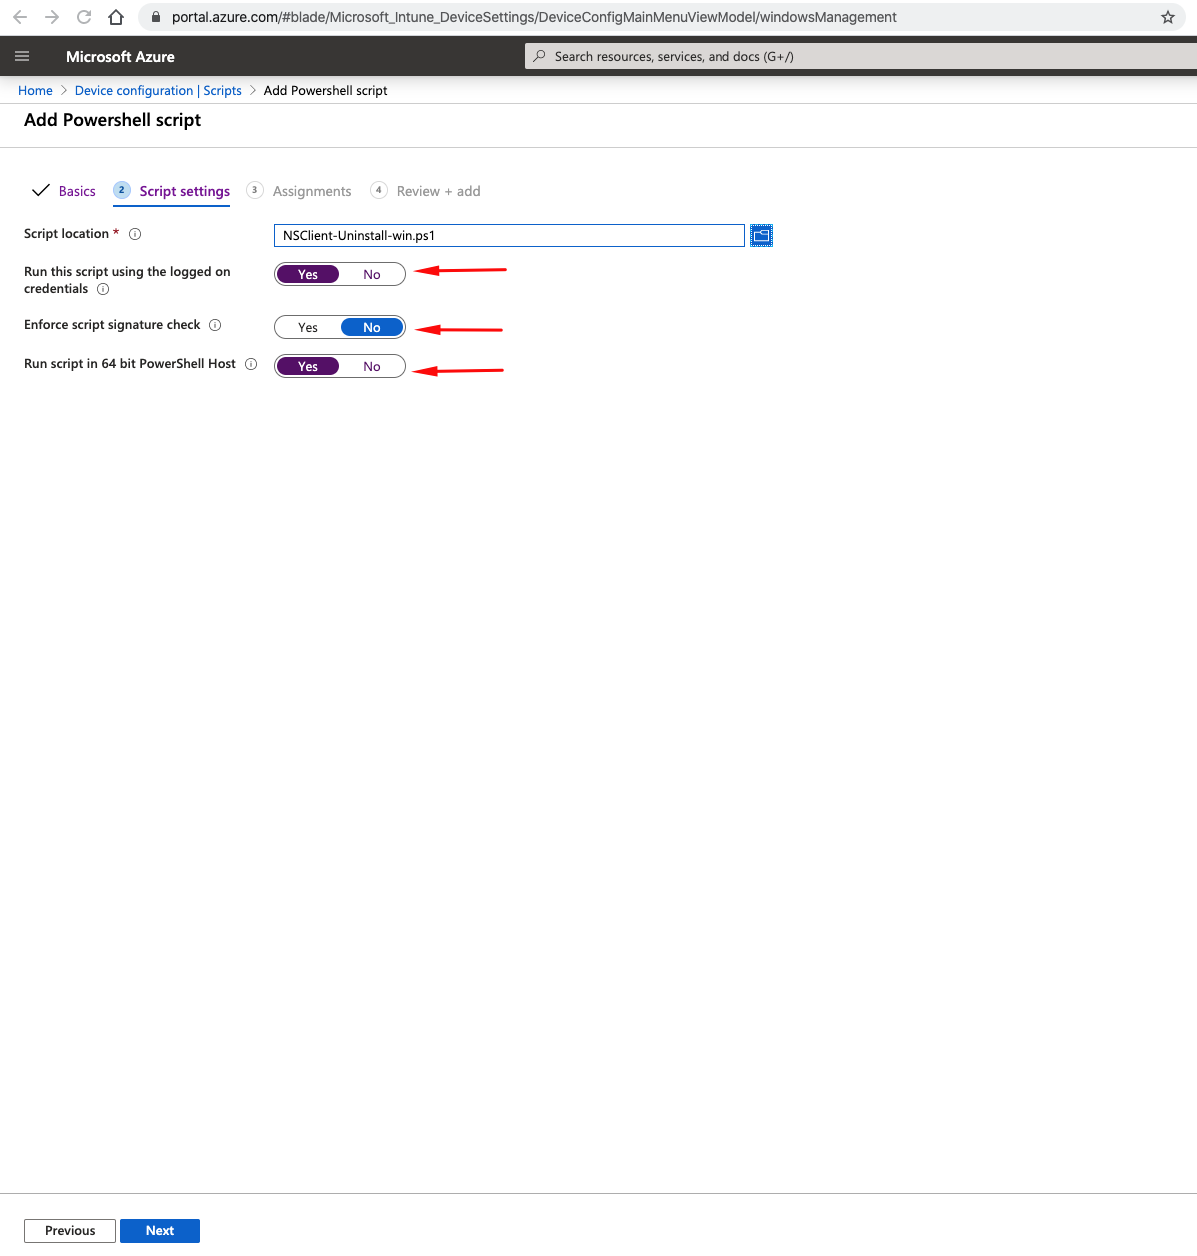 portal.azure.com/#blade/Microsoft_Intune_DeviceSettings/DeviceConfigMainMenuViewModel/windowsManagement
Microsoft Azure
Search resources, services, and docs (G+/)
Home > Device configuration | Scripts > Add Powershell script
Add Powershell script
Basics 2 Script settings 3 Assignments 4 Review + add
Script location * NSClient-Uninstall-win.ps1
Run this script using the logged on
credentials
Yes No
Enforce script signature check Yes No
Run script in 64 bit PowerShell Host Yes No
Previous Next